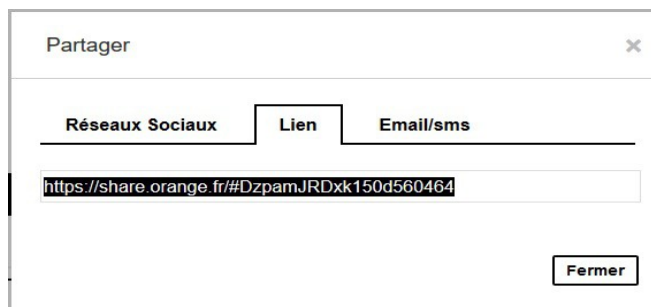 Partager
Réseaux Sociaux Lien Email/sms
https://share.orange.fr/#DzpamJRDxk150d560464
Fermer